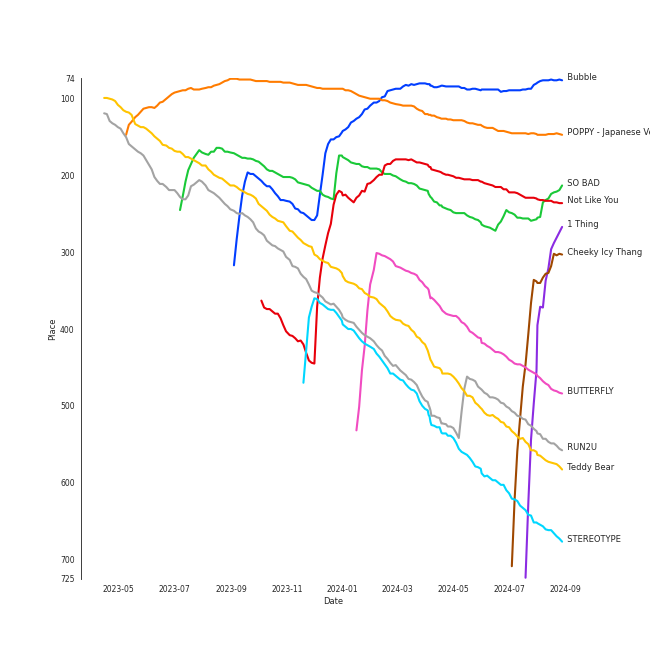 74
100
200
300
400
500
600
700
725
Place
2023-05
2023-07
2023-09
2023-11
2024-01
2024-03
2024-05
2024-07
2024-09
Date
Bubble
POPPY - Japanese Ve
SO BAD
Not Like You
1 Thing
Cheeky Icy Thang
BUTTERFLY
RUN2U
Teddy Bear
STEREOTYPE